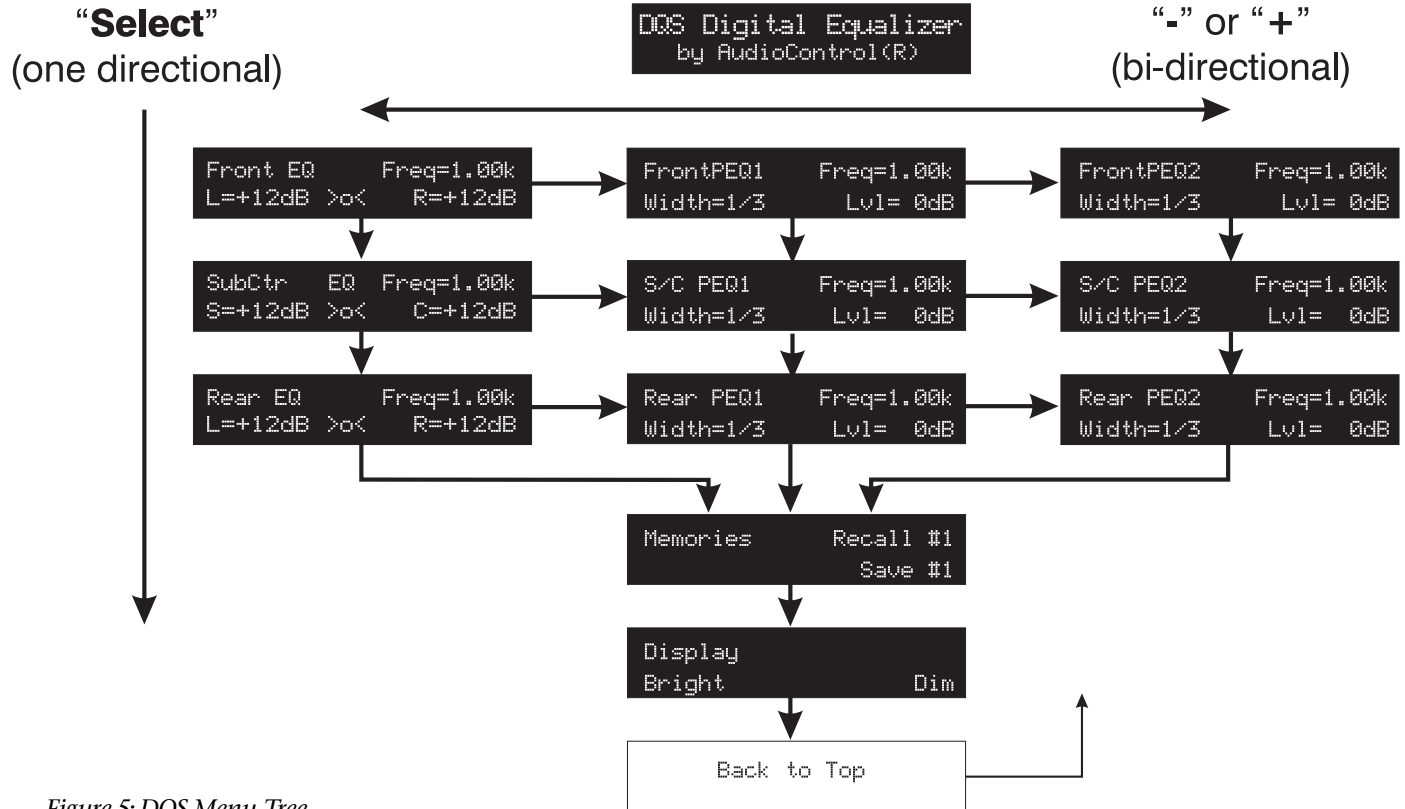 “Select”
(one directional)
DQS Digital Equalizer
by AudioControl(R)
“-” or “+”
(bi-directional)
Front EQ Freq=1.00k
L=+12dB >o< R=+12dB
FrontPEQ1 Freq=1.00k
Width=1/3 Lvl= 0dB
FrontPEQ2 Freq=1.00k
Width=1/3 Lvl= 0dB
SubCtr EQ Freq=1.00k
S=+12dB >o< C=+12dB
S/C PEQ1 Freq=1.00k
Width=1/3 Lvl= 0dB
S/C PEQ2 Freq=1.00k
Width=1/3 Lvl= 0dB
Rear EQ Freq=1.00k
L=+12dB >o< R=+12dB
Rear PEQ1 Freq=1.00k
Width=1/3 Lvl= 0dB
Rear PEQ2 Freq=1.00k
Width=1/3 Lvl= 0dB
Memories Recall #1
Save #1
Display
Bright Dim
Back to Top
Figure 5: DQS Menu Tree